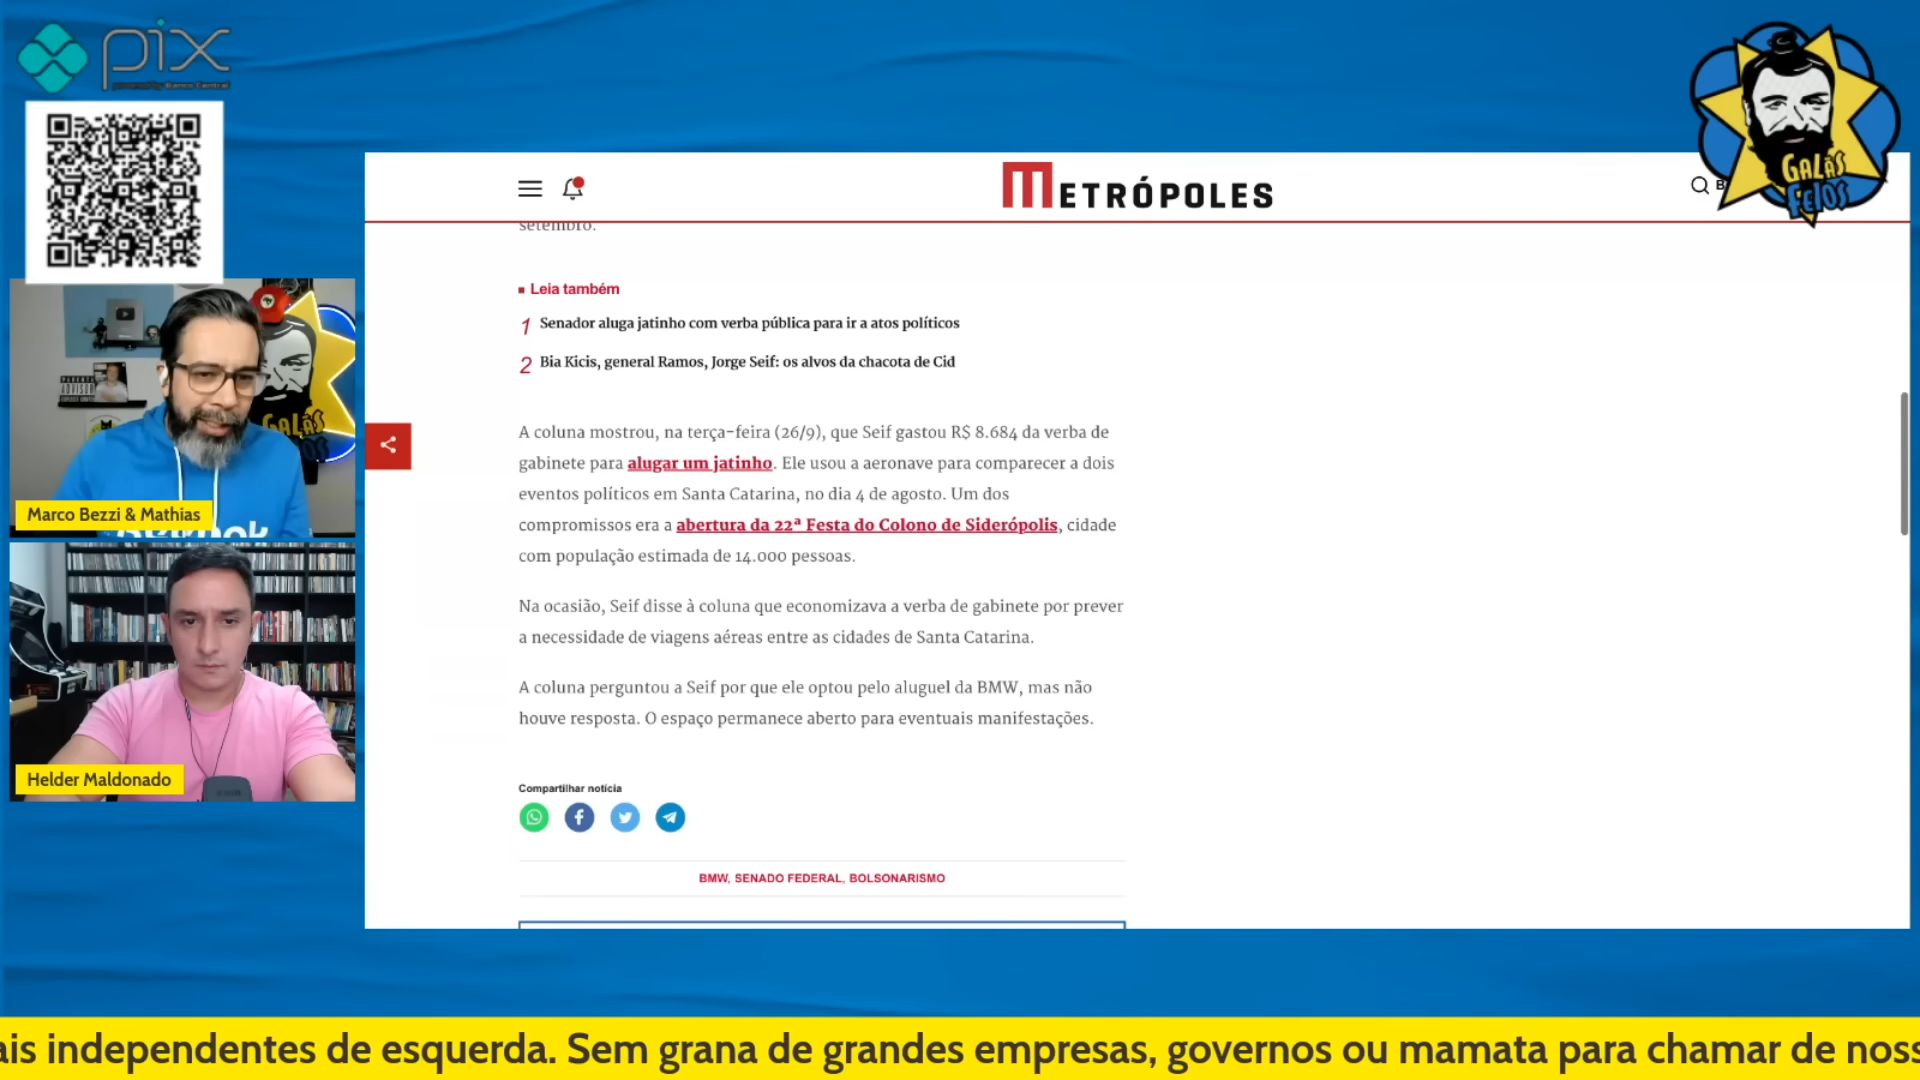 pix
powered by Banco Central
GALÃS
FEIOS
METRÓPOLES
setembro.
Leia também
1 Senador aluga jatinho com verba pública para ir a atos políticos
2 Bia Kicis, general Ramos, Jorge Seif: os alvos da chacota de Cid
A coluna mostrou, na terça-feira (26/9), que Seif gastou R$ 8.684 da verba de
gabinete para alugar um jatinho. Ele usou a aeronave para comparecer a dois
eventos políticos em Santa Catarina, no dia 4 de agosto. Um dos
compromissos era a abertura da 22ª Festa do Colono de Siderópolis, cidade
com população estimada de 14.000 pessoas.
Na ocasião, Seif disse à coluna que economizava a verba de gabinete por prever
a necessidade de viagens aéreas entre as cidades de Santa Catarina.
A coluna perguntou a Seif por que ele optou pelo aluguel da BMW, mas não
houve resposta. O espaço permanece aberto para eventuais manifestações.
Compartilhar notícia
BMW, SENADO FEDERAL, BOLSONARISMO
GALÃS
FEIOS
Marco Bezzi & Mathias
Helder Maldonado
ais independentes de esquerda. Sem grana de grandes empresas, governos ou mamata para chamar de noss